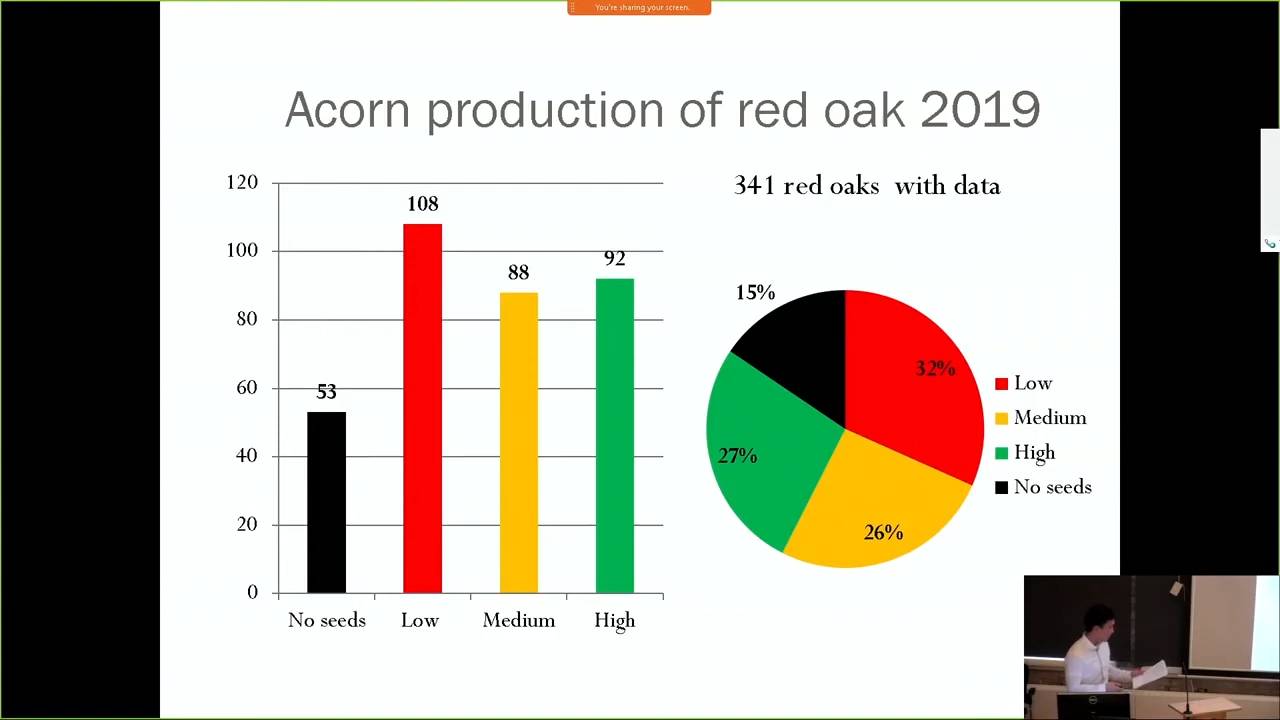 You're sharing your screen.
Acorn production of red oak 2019
341 red oaks with data
120
100
80
60
40
20
0
53
108
88
92
No seeds Low Medium High
15%
32%
27%
26%
Low
Medium
High
No seeds